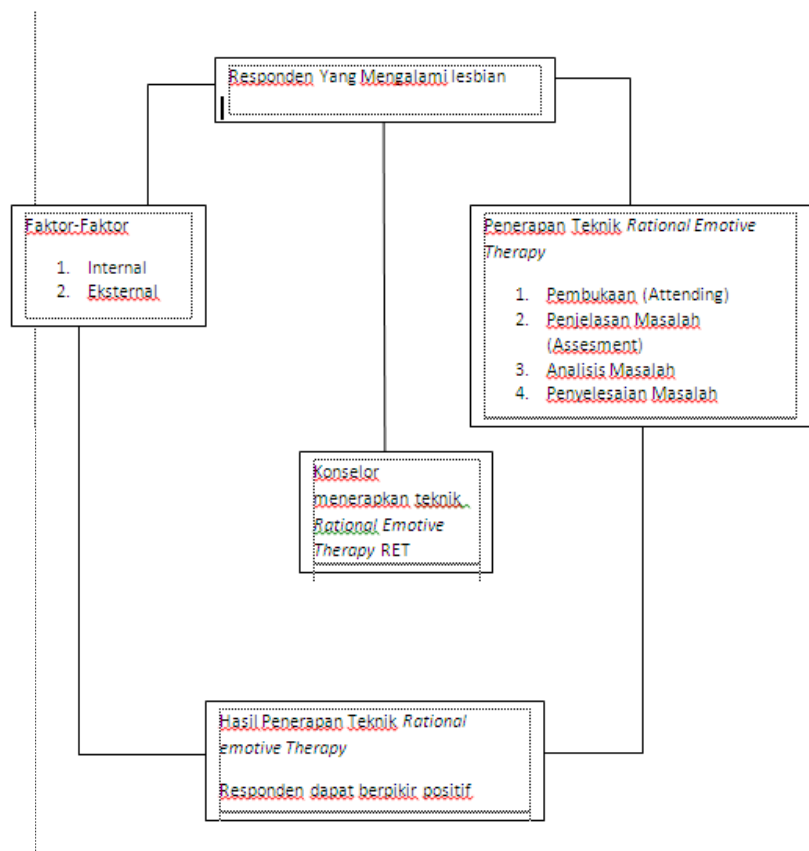 Responden Yang Mengalami lesbian
Faktor-Faktor
1. Internal
2. Eksternal
Penerapan Teknik Rational Emotive
Therapy
1. Pembukaan (Attending)
2. Penjelasan Masalah
(Assesment)
3. Analisis Masalah
4. Penyelesaian Masalah
Konselor
menerapkan teknik
Rational Emotive
Therapy RET
Hasil Penerapan Teknik Rational
emotive Therapy
Responden dapat berpikir positif